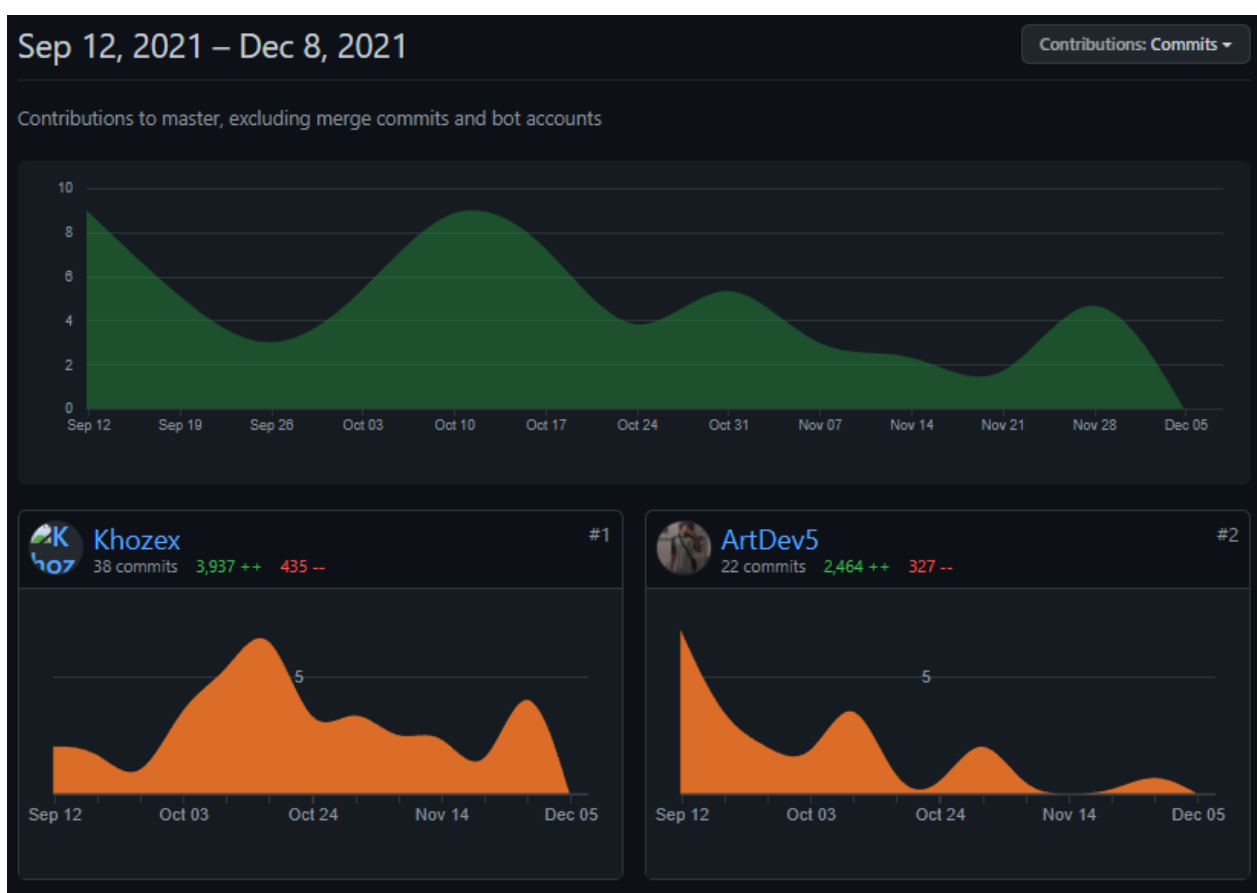 Sep 12, 2021 – Dec 8, 2021
Contributions: Commits
Contributions to master, excluding merge commits and bot accounts
10
8
6
4
2
0
Sep 12 Sep 19 Sep 26 Oct 03 Oct 10 Oct 17 Oct 24 Oct 31 Nov 07 Nov 14 Nov 21 Nov 28 Dec 05
K
hoz
Khozex
#1
38 commits 3,937 ++ 435 --
5
Sep 12 Oct 03 Oct 24 Nov 14 Dec 05
ArtDev5
#2
22 commits 2,464 ++ 327 --
5
Sep 12 Oct 03 Oct 24 Nov 14 Dec 05